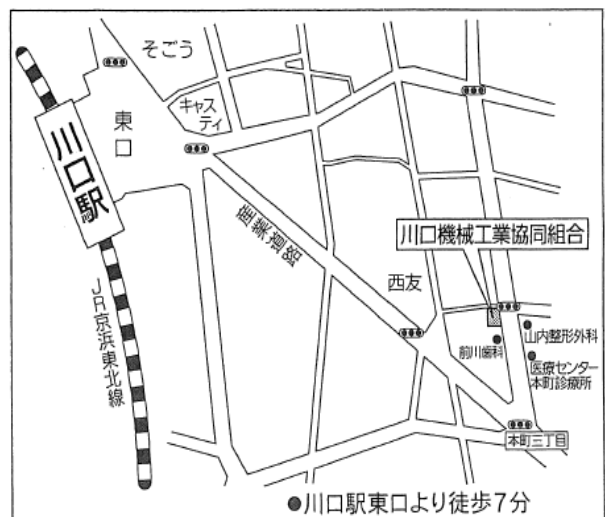 そごう
キャス
ティ
東口
川口駅
産業道路
川口機械工業協同組合
西友
JR京浜東北線
前川歯科
山内整形外科
医療センター
本町診療所
本町三丁目
●川口駅東口より徒歩7分